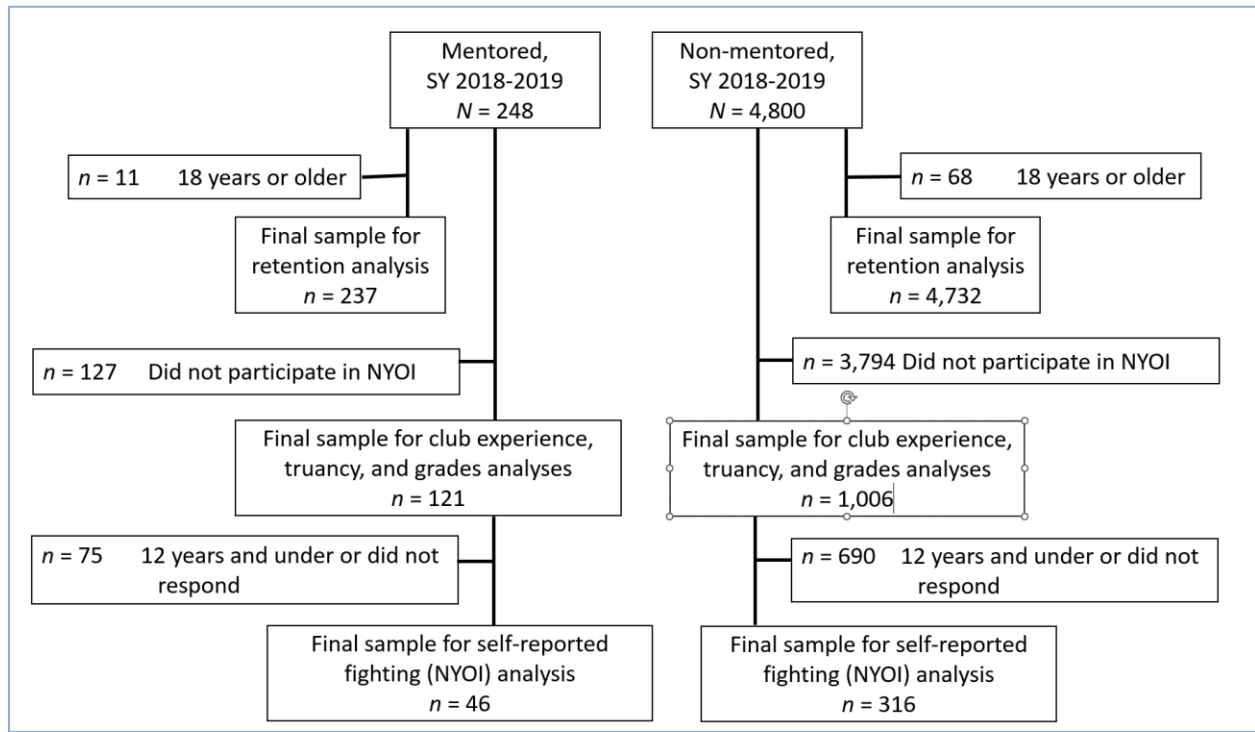 Mentored,
SY 2018-2019
N = 248
Non-mentored,
SY 2018-2019
N = 4,800
n = 11 18 years or older
n = 68 18 years or older
Final sample for
retention analysis
n = 237
Final sample for
retention analysis
n = 4,732
n = 127 Did not participate in NYOI
n = 3,794 Did not participate in NYOI
Final sample for club experience,
truancy, and grades analyses
n = 121
Final sample for club experience,
truancy, and grades analyses
n = 1,006
n = 75 12 years and under or did not
respond
n = 690 12 years and under or did not
respond
Final sample for self-reported
fighting (NYOI) analysis
n = 46
Final sample for self-reported
fighting (NYOI) analysis
n = 316